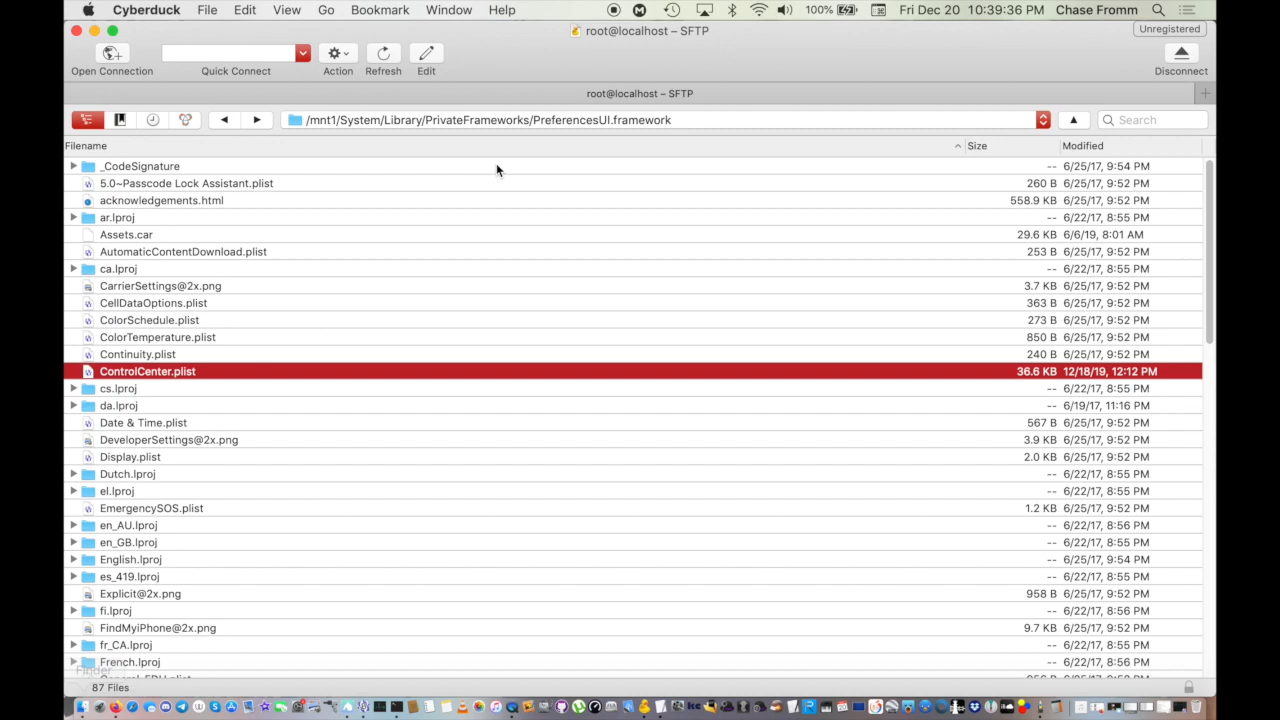 Cyberduck File Edit View Go Bookmark Window Help 100% Fri Dec 20 10:39:36 PM Chase Fromm
root@localhost – SFTP Unregistered
Open Connection Quick Connect Action Refresh Edit Disconnect
root@localhost – SFTP
/mnt1/System/Library/PrivateFrameworks/PreferencesUI.framework Search
Filename Size Modified
_CodeSignature -- 6/25/17, 9:54 PM
5.0~Passcode Lock Assistant.plist 260 B 6/25/17, 9:52 PM
acknowledgements.html 558.9 KB 6/25/17, 9:52 PM
ar.lproj -- 6/22/17, 8:55 PM
Assets.car 29.6 KB 6/6/19, 8:01 AM
AutomaticContentDownload.plist 253 B 6/25/17, 9:52 PM
ca.lproj -- 6/22/17, 8:55 PM
CarrierSettings@2x.png 3.7 KB 6/25/17, 9:52 PM
CellDataOptions.plist 363 B 6/25/17, 9:52 PM
ColorSchedule.plist 273 B 6/25/17, 9:52 PM
ColorTemperature.plist 850 B 6/25/17, 9:52 PM
Continuity.plist 240 B 6/25/17, 9:52 PM
ControlCenter.plist 36.6 KB 12/18/19, 12:12 PM
cs.lproj -- 6/22/17, 8:55 PM
da.lproj -- 6/19/17, 11:16 PM
Date & Time.plist 567 B 6/25/17, 9:52 PM
DeveloperSettings@2x.png 3.9 KB 6/25/17, 9:52 PM
Display.plist 2.0 KB 6/25/17, 9:52 PM
Dutch.lproj -- 6/22/17, 8:55 PM
el.lproj -- 6/22/17, 8:55 PM
EmergencySOS.plist 1.2 KB 6/25/17, 9:52 PM
en_AU.lproj -- 6/22/17, 8:56 PM
en_GB.lproj -- 6/22/17, 8:55 PM
English.lproj -- 6/25/17, 9:54 PM
es_419.lproj -- 6/22/17, 8:55 PM
Explicit@2x.png 958 B 6/25/17, 9:52 PM
fi.lproj -- 6/22/17, 8:56 PM
FindMyiPhone@2x.png 9.7 KB 6/25/17, 9:52 PM
fr_CA.lproj -- 6/22/17, 8:55 PM
French.lproj -- 6/22/17, 8:56 PM
Finder
87 Files